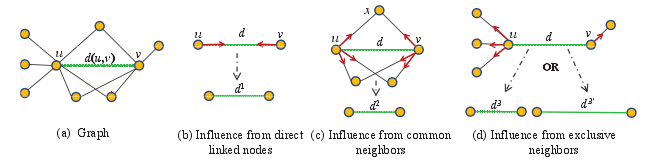 x
u
d
v
u
v
u
d
v
u
d
v
d(u,v)
OR
d¹
d²
d³
d³'
(a) Graph
(b) Influence from direct
linked nodes
(c) Influence from common
neighbors
(d) Influence from exclusive
neighbors